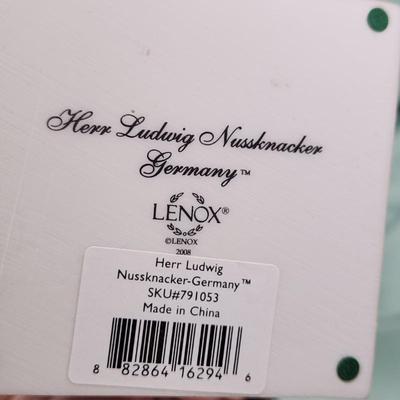 Herr Ludwig Nussknacker
Germany™
LENOX®
©LENOX
2008
Herr Ludwig
Nussknacker-Germany™
SKU#791053
Made in China
8 82864 16294 6